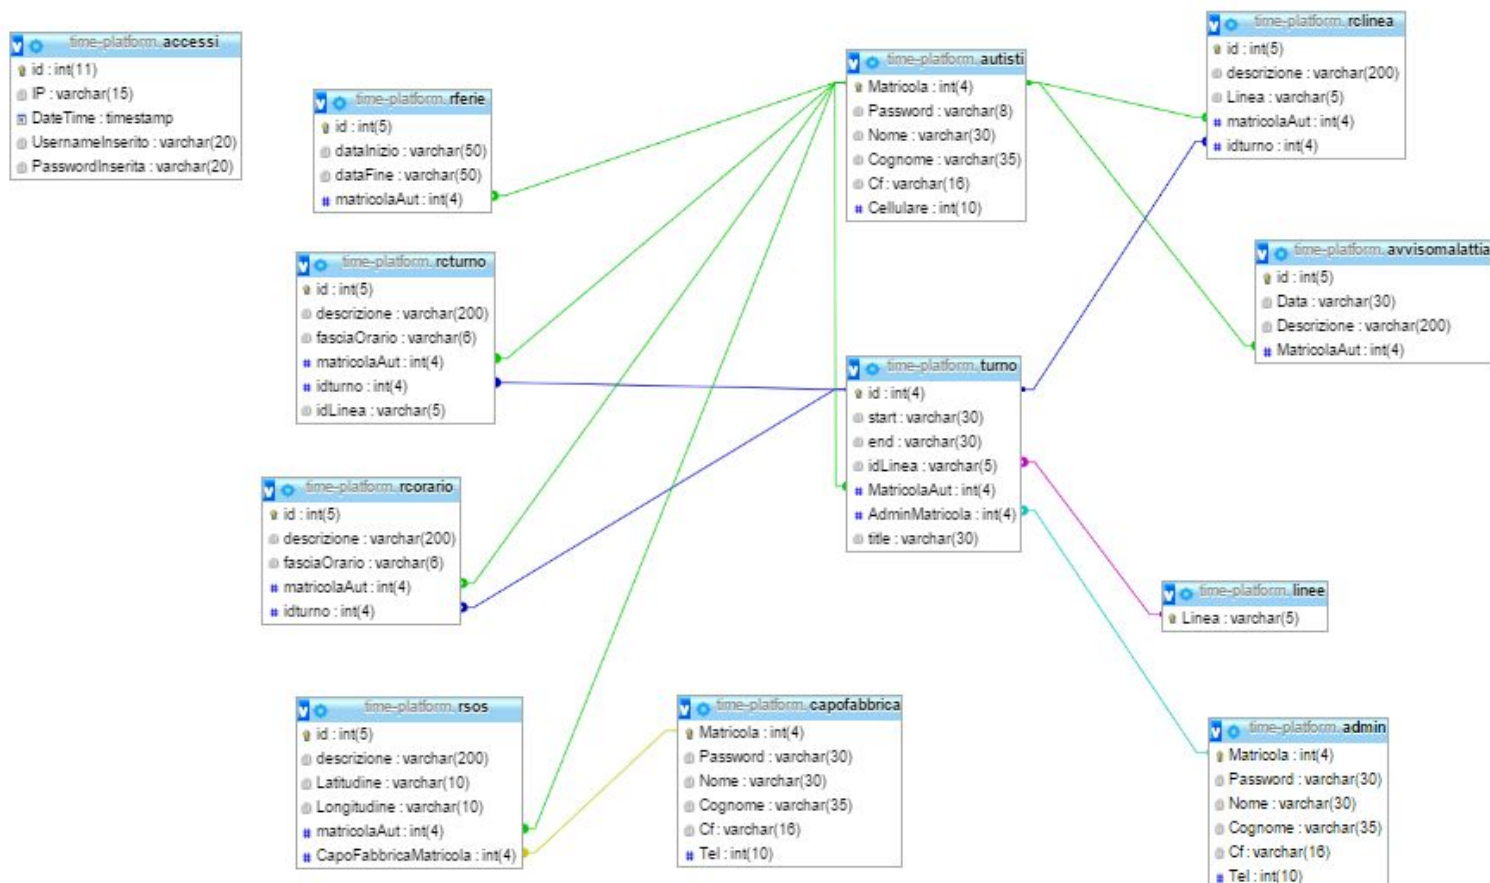 time-platform.accessi
id : int(11)
IP : varchar(15)
DateTime : timestamp
UsernameInserito : varchar(20)
PasswordInserita : varchar(20)
time-platform.rferie
id : int(5)
dataInizio : varchar(50)
dataFine : varchar(50)
matricolaAut : int(4)
time-platform.rcturno
id : int(5)
descrizione : varchar(200)
fasciaOrario : varchar(6)
matricolaAut : int(4)
idturno : int(4)
idLinea : varchar(5)
time-platform.rcorario
id : int(5)
descrizione : varchar(200)
fasciaOrario : varchar(6)
matricolaAut : int(4)
idturno : int(4)
time-platform.rsos
id : int(5)
descrizione : varchar(200)
Latitudine : varchar(10)
Longitudine : varchar(10)
matricolaAut : int(4)
CapoFabbricaMatricola : int(4)
time-platform.capofabbrica
Matricola : int(4)
Password : varchar(30)
Nome : varchar(30)
Cognome : varchar(35)
Cf : varchar(16)
Tel : int(10)
time-platform.autisti
Matricola : int(4)
Password : varchar(8)
Nome : varchar(30)
Cognome : varchar(35)
Cf : varchar(16)
Cellulare : int(10)
time-platform.turno
id : int(4)
start : varchar(30)
end : varchar(30)
idLinea : varchar(5)
MatricolaAut : int(4)
AdminMatricola : int(4)
title : varchar(30)
time-platform.rclinea
id : int(5)
descrizione : varchar(200)
Linea : varchar(5)
matricolaAut : int(4)
idturno : int(4)
time-platform.avvisomalattia
id : int(5)
Data : varchar(30)
Descrizione : varchar(200)
MatricolaAut : int(4)
time-platform.linee
Linea : varchar(5)
time-platform.admin
Matricola : int(4)
Password : varchar(30)
Nome : varchar(30)
Cognome : varchar(35)
Cf : varchar(16)
Tel : int(10)